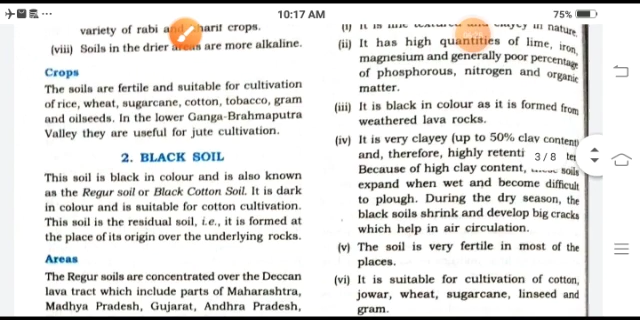 10:17 AM
75%
variety of rabi and kharif crops.
(viii) Soils in the drier areas are more alkaline.
Crops
The soils are fertile and suitable for cultivation
of rice, wheat, sugarcane, cotton, tobacco, gram
and oilseeds. In the lower Ganga-Brahmaputra
Valley they are useful for jute cultivation.
2. BLACK SOIL
This soil is black in colour and is also known
as the Regur soil or Black Cotton Soil. It is dark
in colour and is suitable for cotton cultivation.
This soil is the residual soil, i.e., it is formed at
the place of its origin over the underlying rocks.
Areas
The Regur soils are concentrated over the Deccan
lava tract which include parts of Maharashtra,
Madhya Pradesh, Gujarat, Andhra Pradesh,
(i) It is fine textured and clayey in nature.
(ii) It has high quantities of lime, iron,
magnesium and generally poor percentage
of phosphorous, nitrogen and organic
matter.
(iii) It is black in colour as it is formed from
weathered lava rocks.
(iv) It is very clayey (up to 50% clay content)
and, therefore, highly retenti
3 / 8
Because of high clay content, these soils
expand when wet and become difficult
to plough. During the dry season, the
black soils shrink and develop big cracks
which help in air circulation.
(v) The soil is very fertile in most of the
places.
(vi) It is suitable for cultivation of cotton,
jowar, wheat, sugarcane, linseed and
gram.